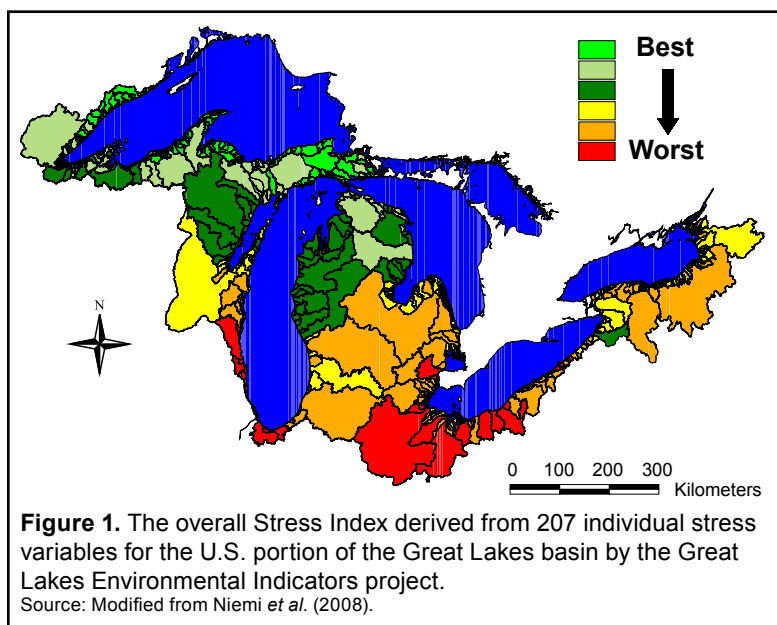 Best
Worst
N
0 100 200 300
Kilometers
Figure 1. The overall Stress Index derived from 207 individual stress
variables for the U.S. portion of the Great Lakes basin by the Great
Lakes Environmental Indicators project.
Source: Modified from Niemi et al. (2008).